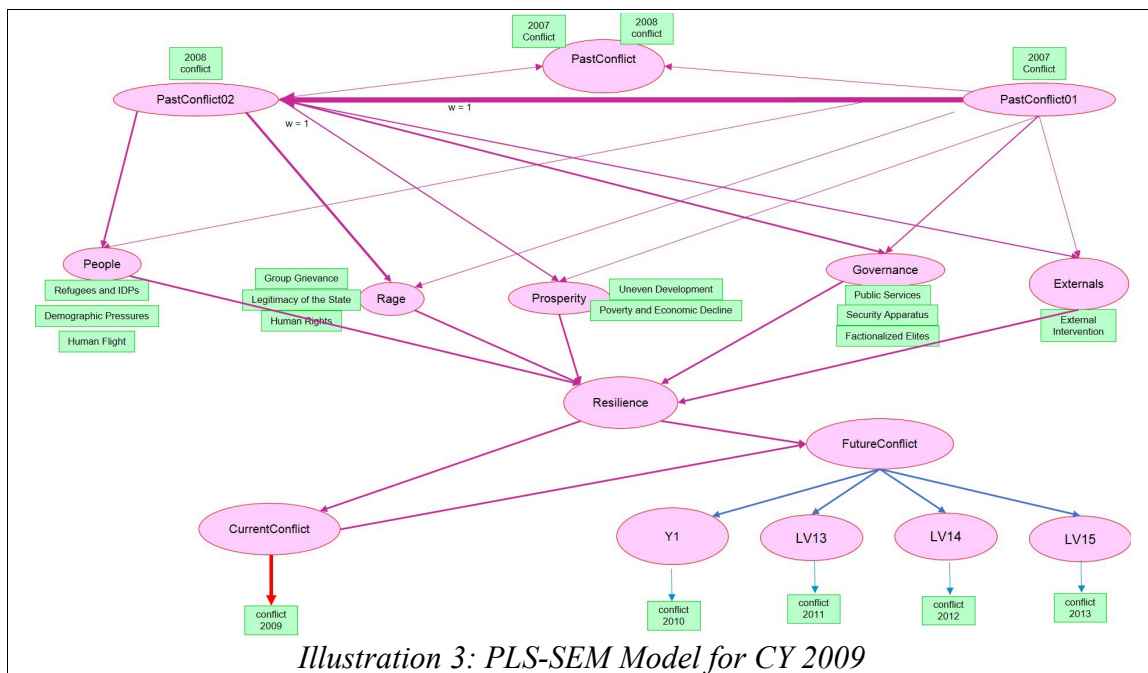 2007
Conflict
2008
conflict
PastConflict
2008
conflict
PastConflict02
2007
Conflict
PastConflict01
w = 1
w = 1
People
Refugees and IDPs
Demographic Pressures
Human Flight
Group Grievance
Legitimacy of the State
Human Rights
Rage
Prosperity
Uneven Development
Poverty and Economic Decline
Governance
Public Services
Security Apparatus
Factionalized Elites
Externals
External
Intervention
Resilience
FutureConflict
CurrentConflict
Y1
LV13
LV14
LV15
conflict
2009
conflict
2010
conflict
2011
conflict
2012
conflict
2013
Illustration 3: PLS-SEM Model for CY 2009